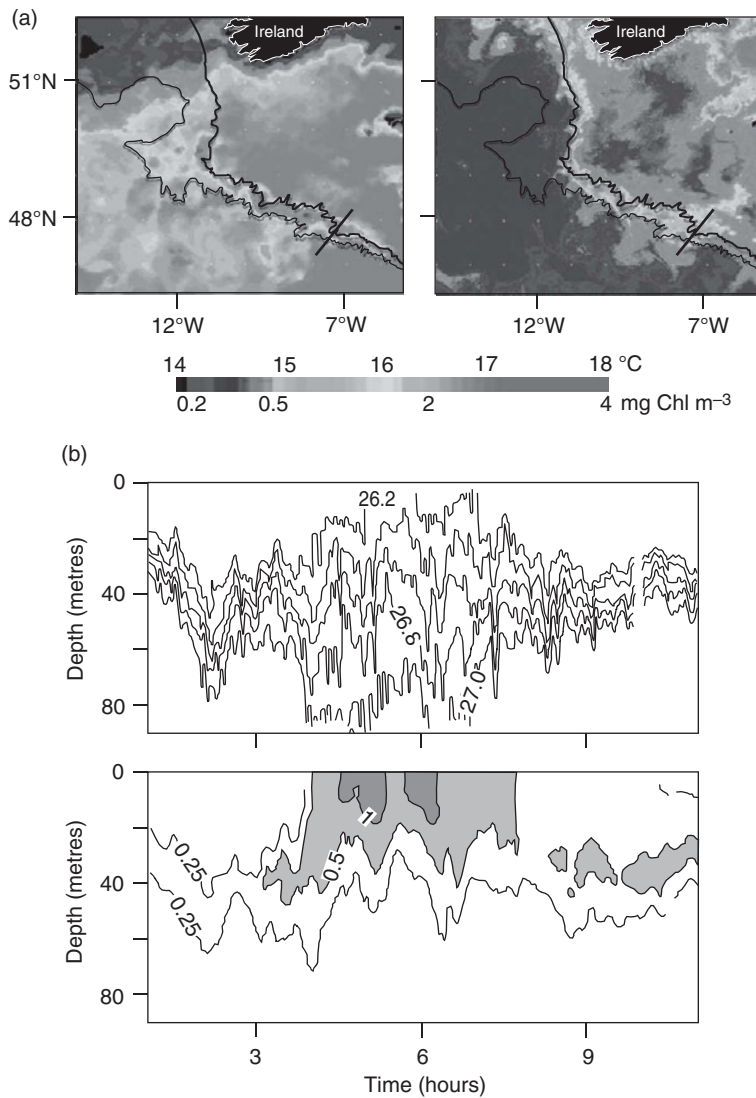 (a)
Ireland
Ireland
51°N
48°N
12°W 7°W 12°W 7°W
14 15 16 17 18 °C
0.2 0.5 2 4 mg Chl m–3
(b)
0
40
80
Depth (metres)
26.2
26.3
27.0
0
40
80
Depth (metres)
0.25
0.25
0.5
1
3 6 9
Time (hours)